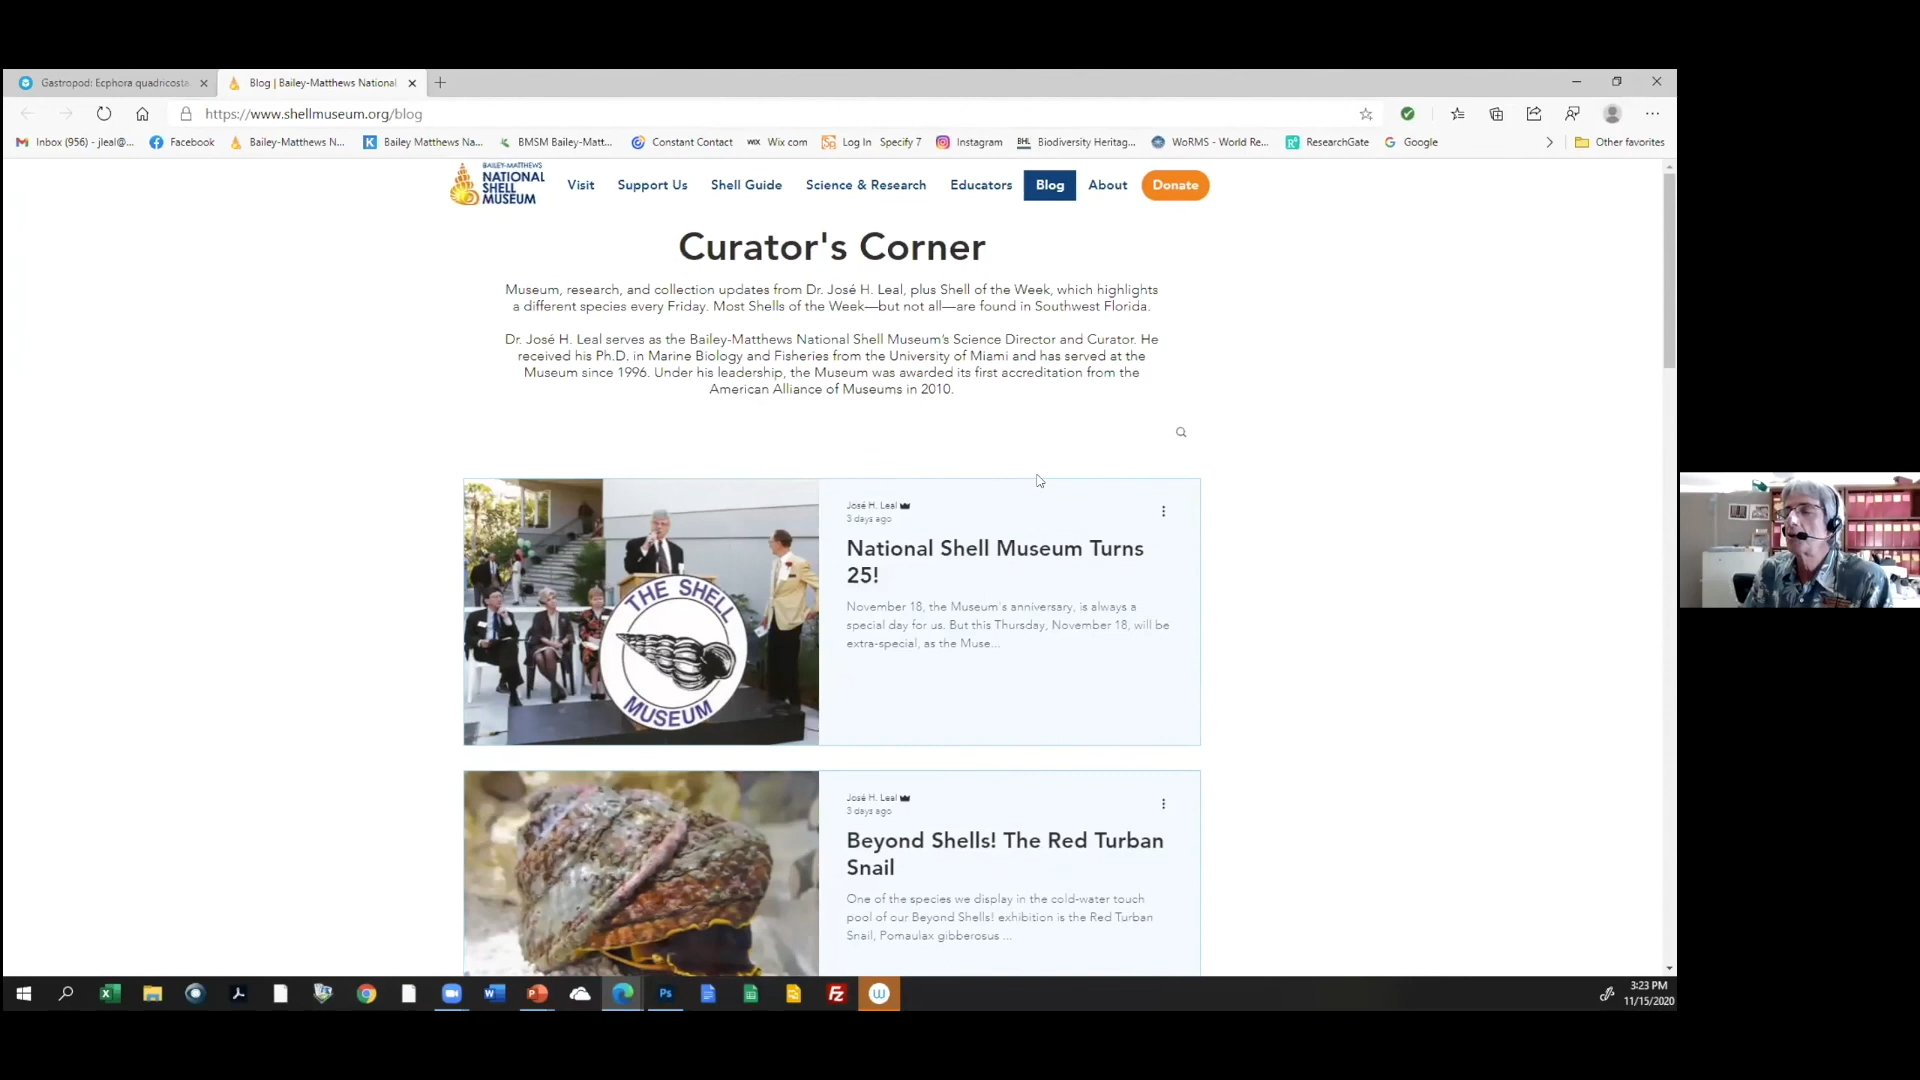 Gastropod: Ecphora quadricosta
Blog | Bailey-Matthews National
https://www.shellmuseum.org/blog
Inbox (956) - jleal@...
Facebook
Bailey-Matthews N...
Bailey Matthews Na...
BMSM Bailey-Matt...
Constant Contact
WIX Wix com
Log In Specify 7
Instagram
BHL Biodiversity Heritag...
WoRMS - World Re...
ResearchGate
Google
Other favorites
BAILEY-MATTHEWS
NATIONAL
SHELL
MUSEUM
Visit
Support Us
Shell Guide
Science & Research
Educators
Blog
About
Donate
Curator's Corner
Museum, research, and collection updates from Dr. José H. Leal, plus Shell of the Week, which highlights
a different species every Friday. Most Shells of the Week—but not all—are found in Southwest Florida.
Dr. José H. Leal serves as the Bailey-Matthews National Shell Museum's Science Director and Curator. He
received his Ph.D. in Marine Biology and Fisheries from the University of Miami and has served at the
Museum since 1996. Under his leadership, the Museum was awarded its first accreditation from the
American Alliance of Museums in 2010.
THE SHELL
MUSEUM
José H. Leal
3 days ago
National Shell Museum Turns
25!
November 18, the Museum's anniversary, is always a
special day for us. But this Thursday, November 18, will be
extra-special, as the Muse...
José H. Leal
3 days ago
Beyond Shells! The Red Turban
Snail
One of the species we display in the cold-water touch
pool of our Beyond Shells! exhibition is the Red Turban
Snail, Pomaulax gibberosus ...
3:23 PM
11/15/2020